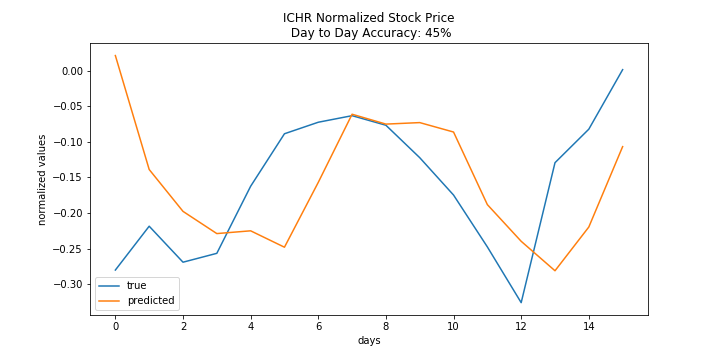 ICHR Normalized Stock Price
Day to Day Accuracy: 45%
normalized values
0.00
−0.05
−0.10
−0.15
−0.20
−0.25
−0.30
true
predicted
0 2 4 6 8 10 12 14
days